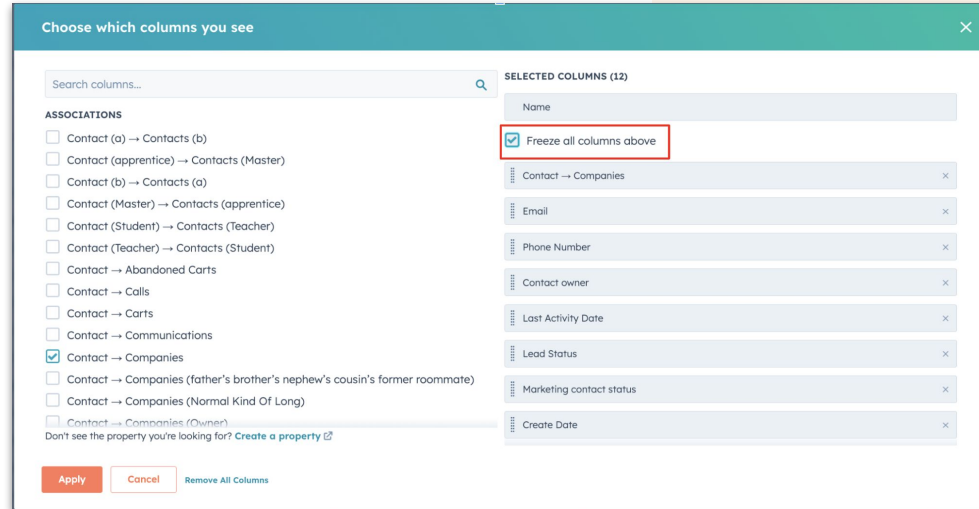 Choose which columns you see
Search columns...
ASSOCIATIONS
Contact (a) → Contacts (b)
Contact (apprentice) → Contacts (Master)
Contact (b) → Contacts (a)
Contact (Master) → Contacts (apprentice)
Contact (Student) → Contacts (Teacher)
Contact (Teacher) → Contacts (Student)
Contact → Abandoned Carts
Contact → Calls
Contact → Carts
Contact → Communications
Contact → Companies
Contact → Companies (father's brother's nephew's cousin's former roommate)
Contact → Companies (Normal Kind Of Long)
Contact → Companies (Owner)
Don't see the property you're looking for? Create a property
SELECTED COLUMNS (12)
Name
Freeze all columns above
Contact → Companies
Email
Phone Number
Contact owner
Last Activity Date
Lead Status
Marketing contact status
Create Date
Apply
Cancel
Remove All Columns